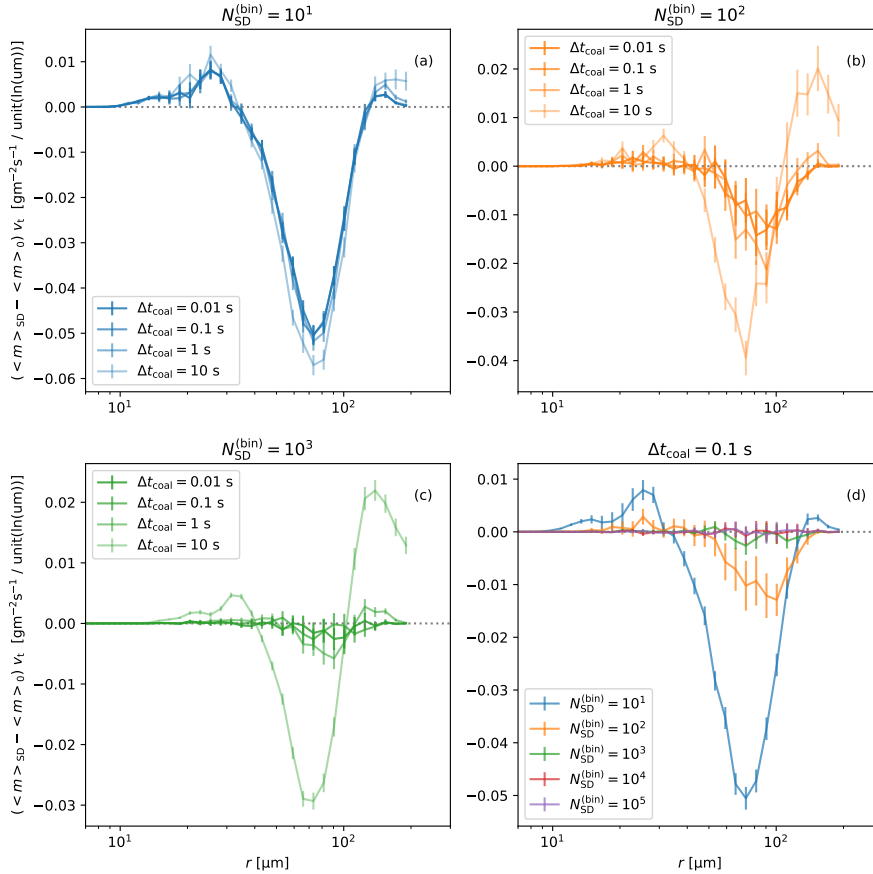 N_SD^(bin) = 10^1
(a)
0.01
0.00
−0.01
−0.02
−0.03
−0.04
−0.05
−0.06
(<m>_SD − <m>_0) v_t [gm^−2 s^−1 / unit(ln(um))]
Δt_coal = 0.01 s
Δt_coal = 0.1 s
Δt_coal = 1 s
Δt_coal = 10 s
10^1
10^2
N_SD^(bin) = 10^2
(b)
Δt_coal = 0.01 s
Δt_coal = 0.1 s
Δt_coal = 1 s
Δt_coal = 10 s
0.02
0.01
0.00
−0.01
−0.02
−0.03
−0.04
10^1
10^2
N_SD^(bin) = 10^3
(c)
Δt_coal = 0.01 s
Δt_coal = 0.1 s
Δt_coal = 1 s
Δt_coal = 10 s
0.02
0.01
0.00
−0.01
−0.02
−0.03
(<m>_SD − <m>_0) v_t [gm^−2 s^−1 / unit(ln(um))]
10^1
10^2
r [µm]
Δt_coal = 0.1 s
(d)
0.01
0.00
−0.01
−0.02
−0.03
−0.04
−0.05
N_SD^(bin) = 10^1
N_SD^(bin) = 10^2
N_SD^(bin) = 10^3
N_SD^(bin) = 10^4
N_SD^(bin) = 10^5
10^1
10^2
r [µm]